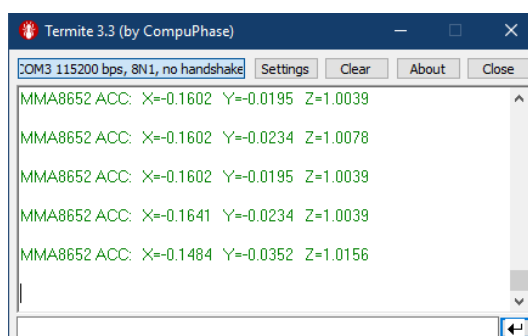 Termite 3.3 (by CompuPhase)
COM3 115200 bps, 8N1, no handshake Settings Clear About Close
MMA8652 ACC: X=-0.1602 Y=-0.0195 Z=1.0039
MMA8652 ACC: X=-0.1602 Y=-0.0234 Z=1.0078
MMA8652 ACC: X=-0.1602 Y=-0.0195 Z=1.0039
MMA8652 ACC: X=-0.1641 Y=-0.0234 Z=1.0039
MMA8652 ACC: X=-0.1484 Y=-0.0352 Z=1.0156